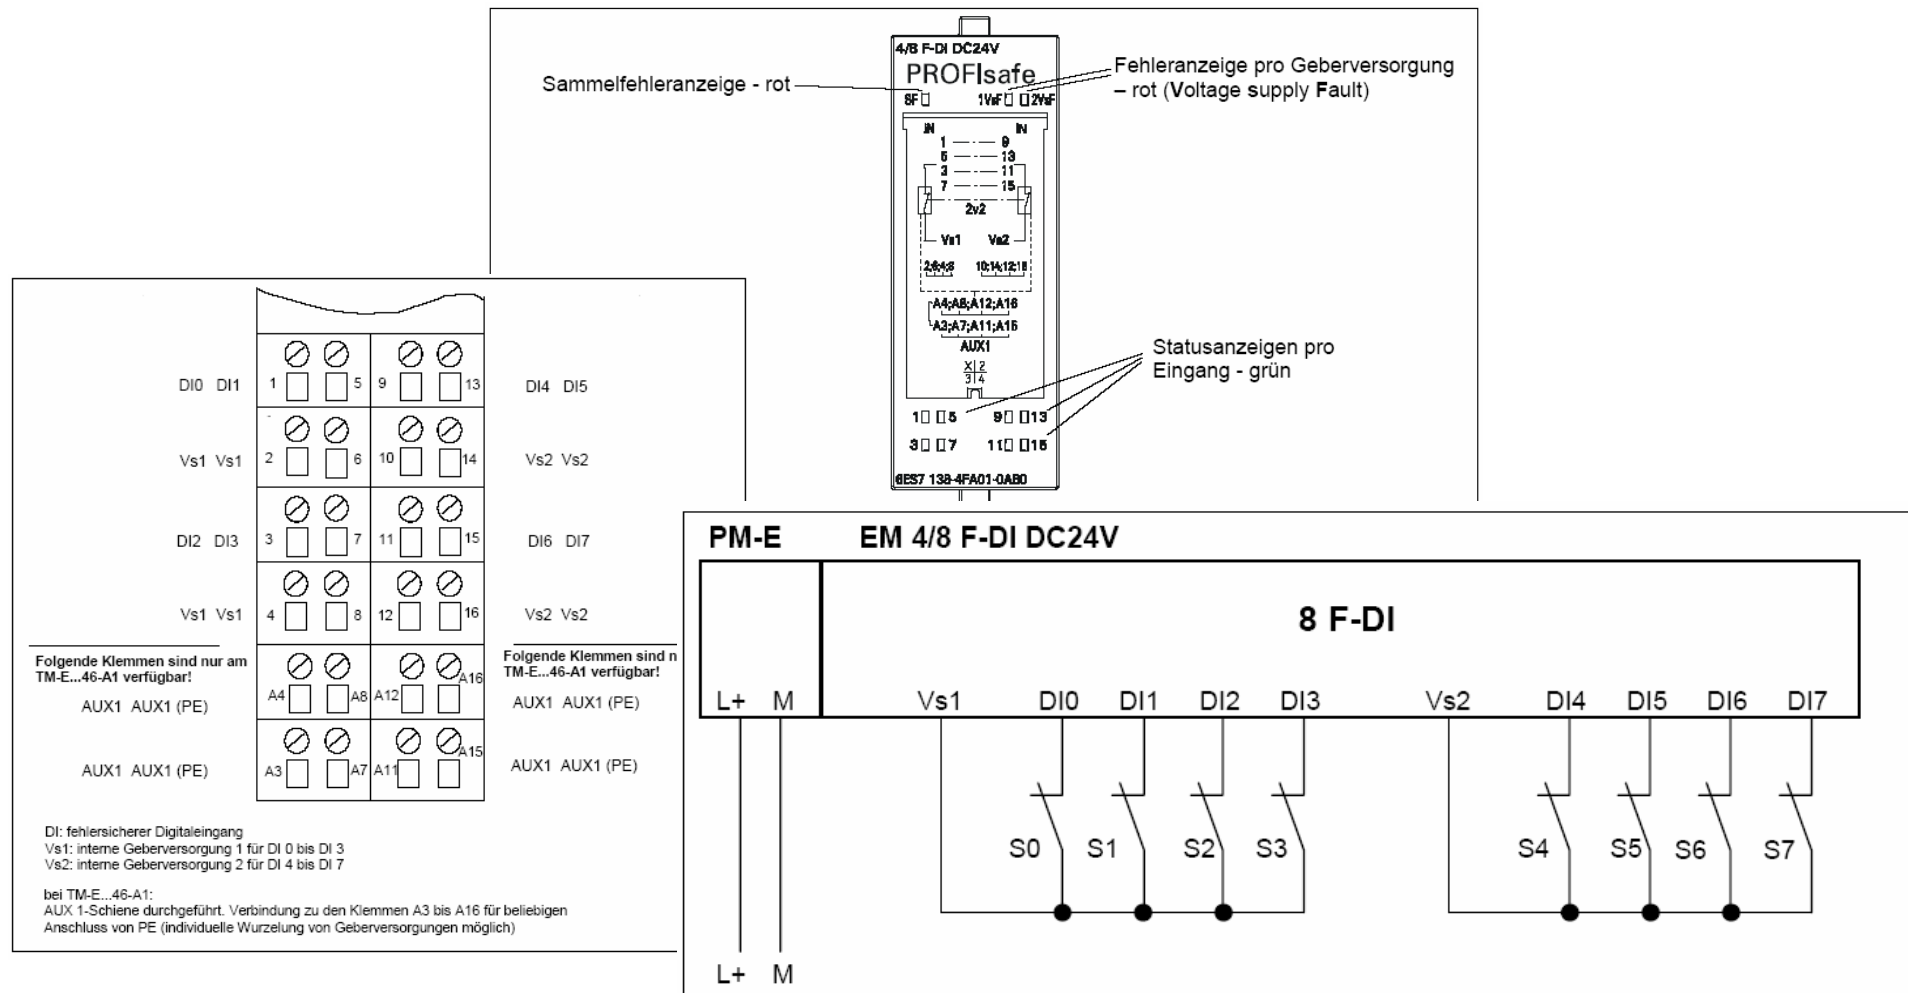 4/8 F-DI DC24V
PROFIsafe
SF 1VsF 2VsF
Sammelfehleranzeige - rot
Fehleranzeige pro Geberversorgung
– rot (Voltage supply Fault)
IN IN
1 9
5 13
3 11
7 15
2v2
Vs1 Vs2
2;6;4;8
A4;A8;A12;A16
A3;A7;A11;A15
AUX1
X 2
3 4
Statusanzeigen pro
Eingang - grün
1 5 9 13
3 7 11 15
6ES7 138-4FA01-0AB0
DI0 DI1 1 5 9 13 DI4 DI5
Vs1 Vs1 2 6 10 14 Vs2 Vs2
DI2 DI3 3 7 11 15 DI6 DI7
Vs1 Vs1 4 8 12 16 Vs2 Vs2
Folgende Klemmen sind nur am
TM-E...46-A1 verfügbar!
Folgende Klemmen sind n
TM-E...46-A1 verfügbar!
AUX1 AUX1 (PE) A4 A8 A12 A16 AUX1 AUX1 (PE)
AUX1 AUX1 (PE) A3 A7 A11 A15 AUX1 AUX1 (PE)
DI: fehlersicherer Digitaleingang
Vs1: interne Geberversorgung 1 für DI 0 bis DI 3
Vs2: interne Geberversorgung 2 für DI 4 bis DI 7
bei TM-E...46-A1:
AUX 1-Schiene durchgeführt. Verbindung zu den Klemmen A3 bis A16 für beliebigen
Anschluss von PE (individuelle Wurzelung von Geberversorgungen möglich)
PM-E EM 4/8 F-DI DC24V
8 F-DI
L+ M Vs1 DI0 DI1 DI2 DI3 Vs2 DI4 DI5 DI6 DI7
S0 S1 S2 S3 S4 S5 S6 S7
L+ M